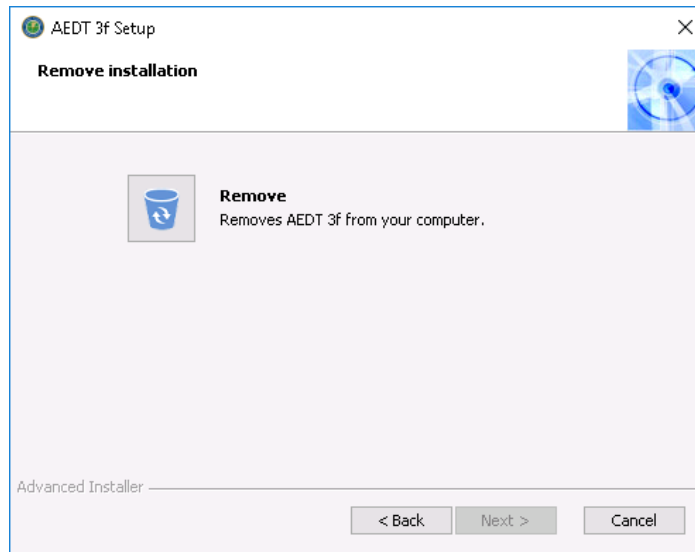 AEDT 3f Setup
Remove installation
Remove
Removes AEDT 3f from your computer.
Advanced Installer
< Back
Next >
Cancel